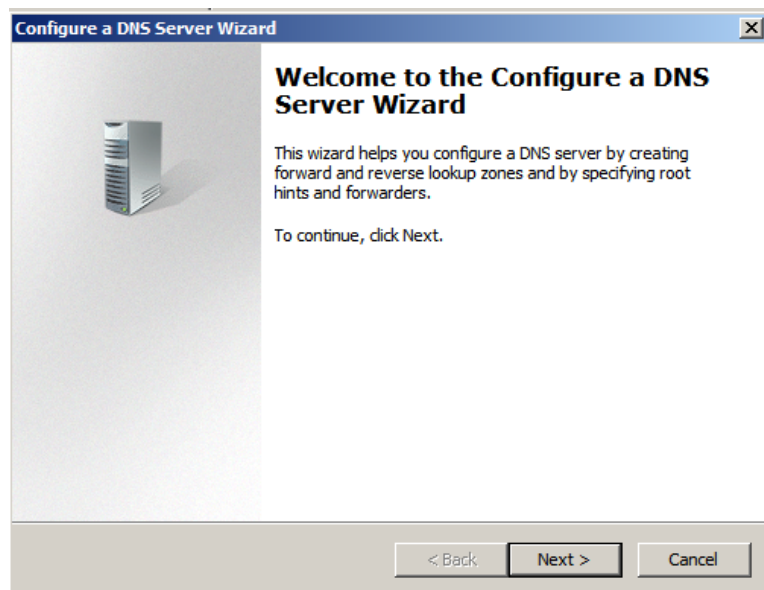 Configure a DNS Server Wizard
Welcome to the Configure a DNS
Server Wizard
This wizard helps you configure a DNS server by creating
forward and reverse lookup zones and by specifying root
hints and forwarders.
To continue, click Next.
< Back
Next >
Cancel